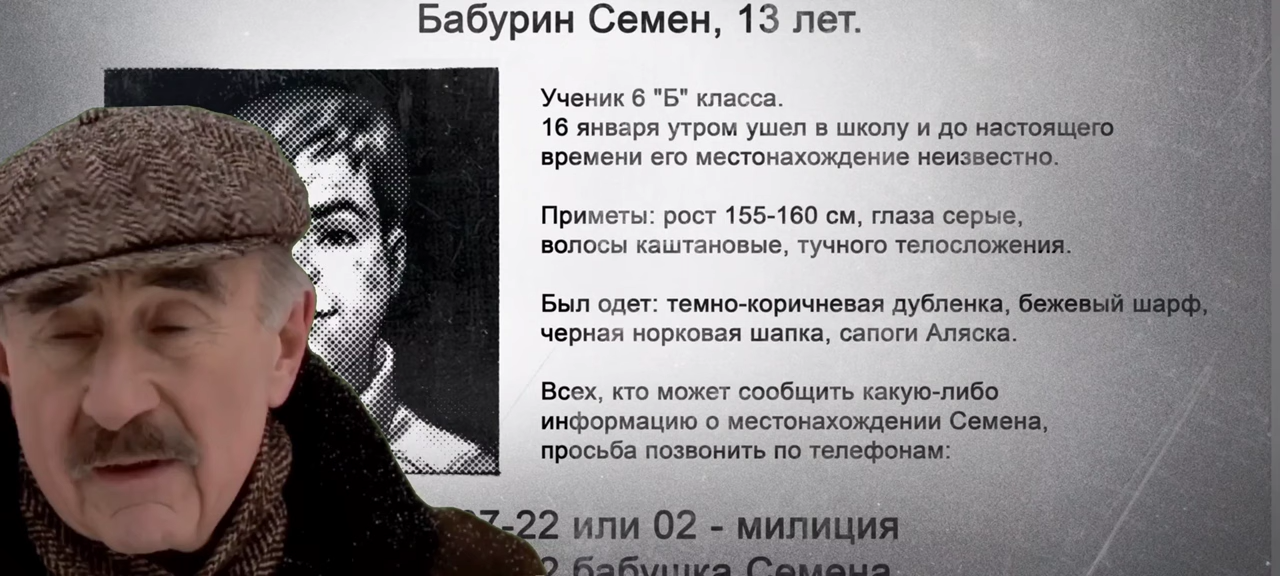 Бабурин Семен, 13 лет.
Ученик 6 "Б" класса.
16 января утром ушел в школу и до настоящего
времени его местонахождение неизвестно.
Приметы: рост 155-160 см, глаза серые,
волосы каштановые, тучного телосложения.
Был одет: темно-коричневая дубленка, бежевый шарф,
черная норковая шапка, сапоги Аляска.
Всех, кто может сообщить какую-либо
информацию о местонахождении Семена,
просьба позвонить по телефонам:
7-22 или 02 - милиция
2 бабушка Семена